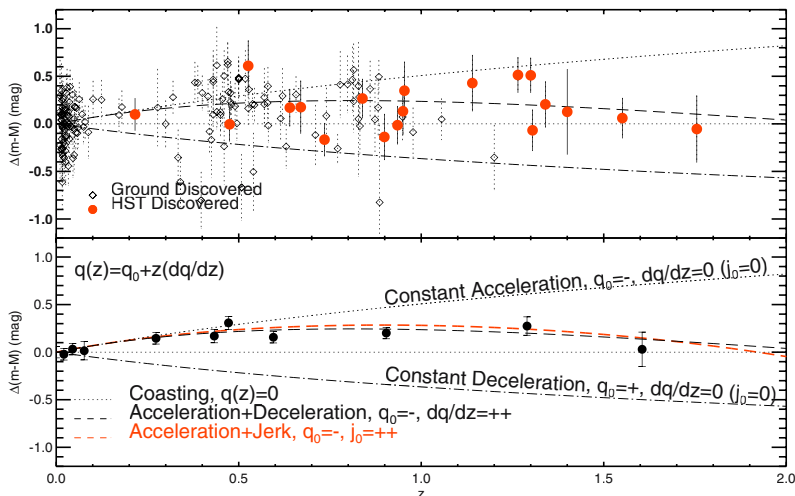 1.0
0.5
0.0
-0.5
-1.0
Δ(m-M) (mag)
Ground Discovered
HST Discovered
q(z)=q0+z(dq/dz)
Constant Acceleration, q0=-, dq/dz=0 (j0=0)
1.0
0.5
0.0
-0.5
-1.0
Δ(m-M) (mag)
Constant Deceleration, q0=+, dq/dz=0 (j0=0)
Coasting, q(z)=0
Acceleration+Deceleration, q0=-, dq/dz=++
Acceleration+Jerk, q0=-, j0=++
0.0 0.5 1.0 1.5 2.0
z